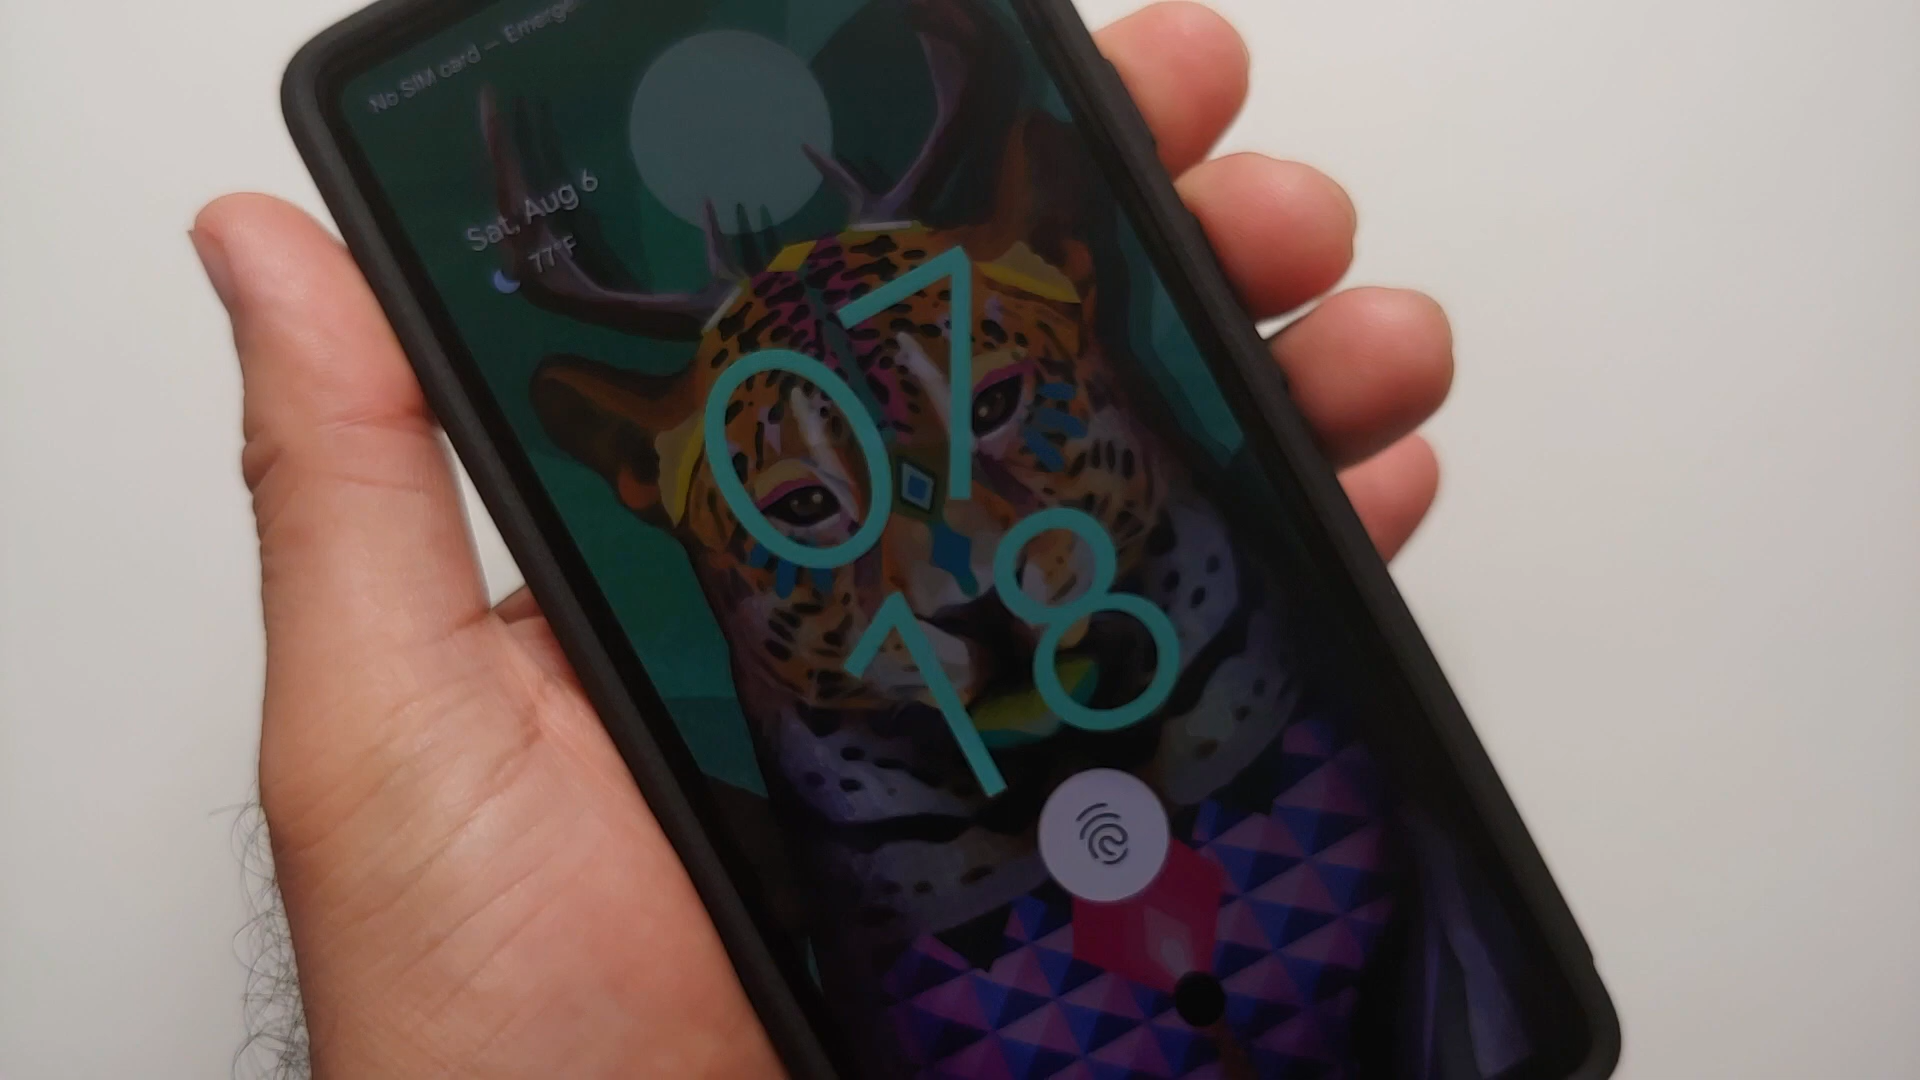 No SIM card — Emerge
Sat, Aug 6
77°F
07
18